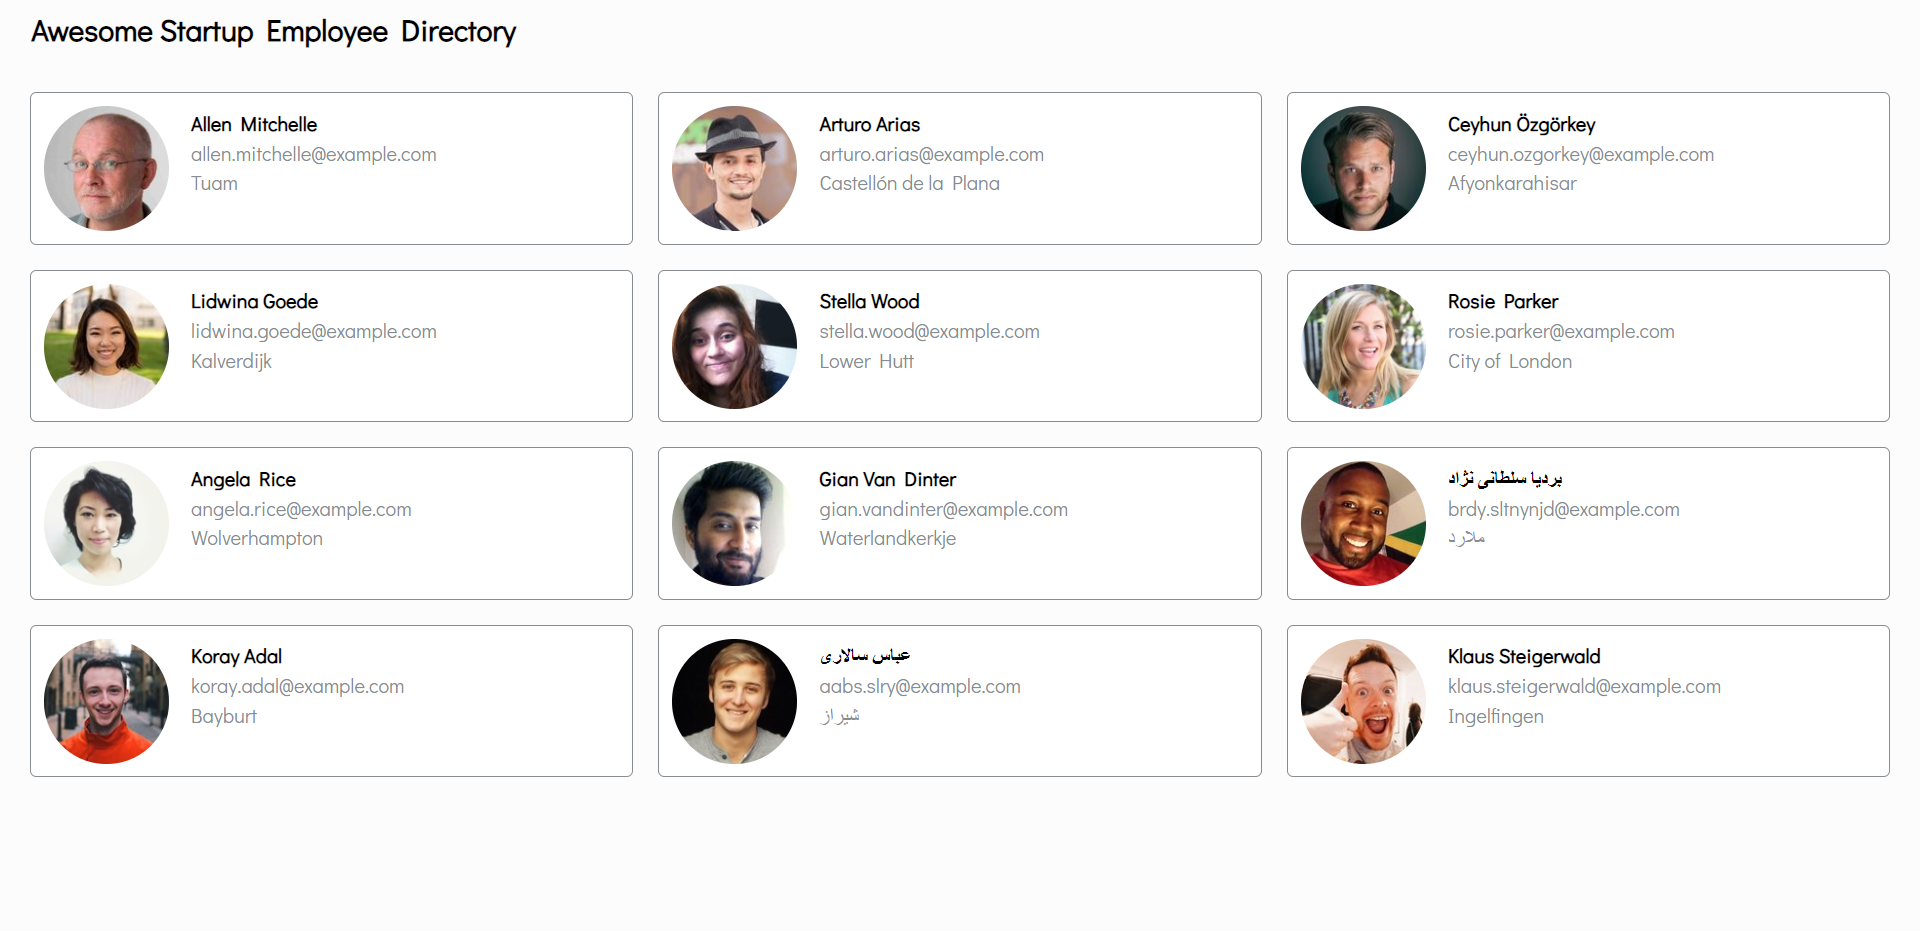 Awesome Startup Employee Directory
Allen Mitchelle
allen.mitchelle@example.com
Tuam
Arturo Arias
arturo.arias@example.com
Castellón de la Plana
Ceyhun Özgörkey
ceyhun.ozgorkey@example.com
Afyonkarahisar
Lidwina Goede
lidwina.goede@example.com
Kalverdijk
Stella Wood
stella.wood@example.com
Lower Hutt
Rosie Parker
rosie.parker@example.com
City of London
Angela Rice
angela.rice@example.com
Wolverhampton
Gian Van Dinter
gian.vandinter@example.com
Waterlandkerkje
بردیا سلطانی نژاد
brdy.sltnynjd@example.com
ملارد
Koray Adal
koray.adal@example.com
Bayburt
عباس سالاری
aabs.slry@example.com
شیراز
Klaus Steigerwald
klaus.steigerwald@example.com
Ingelfingen